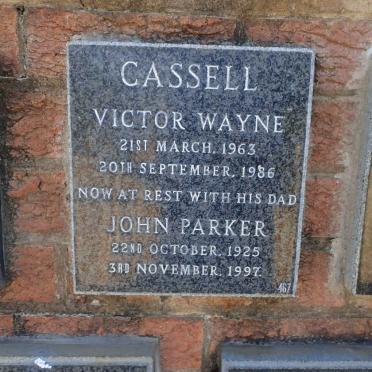 CASSELL
VICTOR WAYNE
21ST MARCH, 1963
20TH SEPTEMBER, 1986
NOW AT REST WITH HIS DAD
JOHN PARKER
22ND OCTOBER, 1925
3RD NOVEMBER, 1997.
467